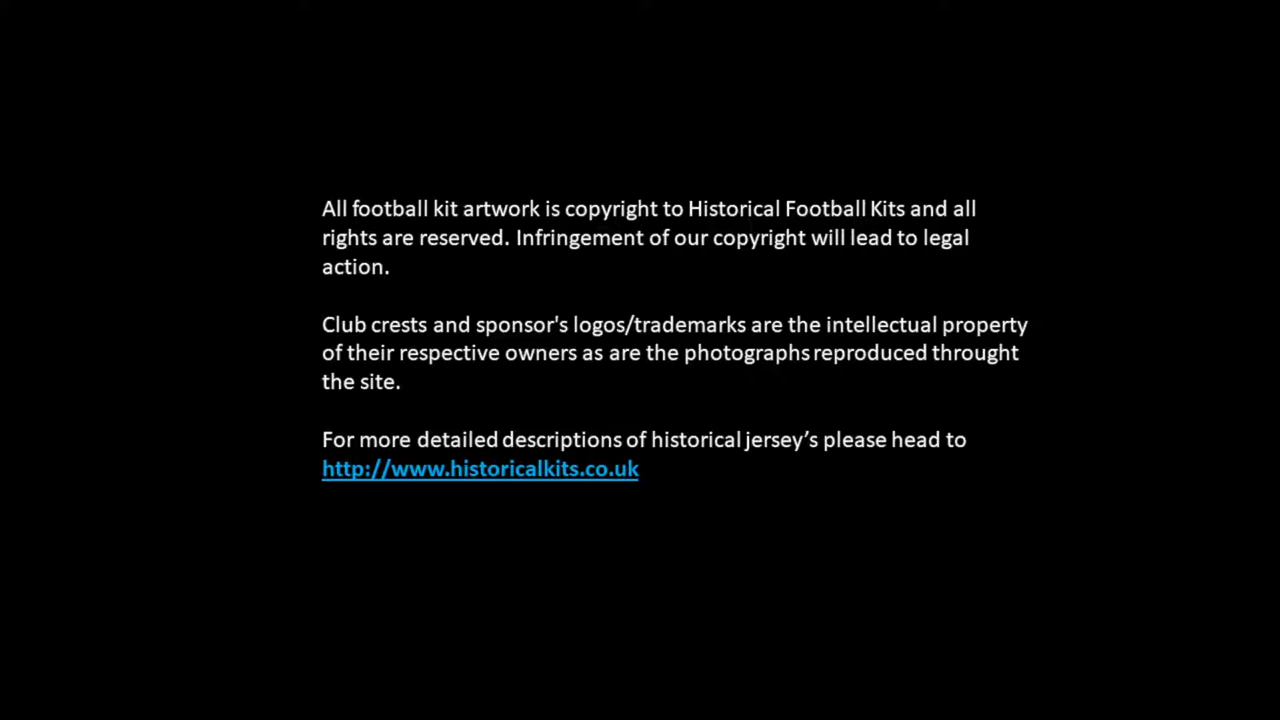 All football kit artwork is copyright to Historical Football Kits and all
rights are reserved. Infringement of our copyright will lead to legal
action.
Club crests and sponsor's logos/trademarks are the intellectual property
of their respective owners as are the photographs reproduced throught
the site.
For more detailed descriptions of historical jersey’s please head to
http://www.historicalkits.co.uk